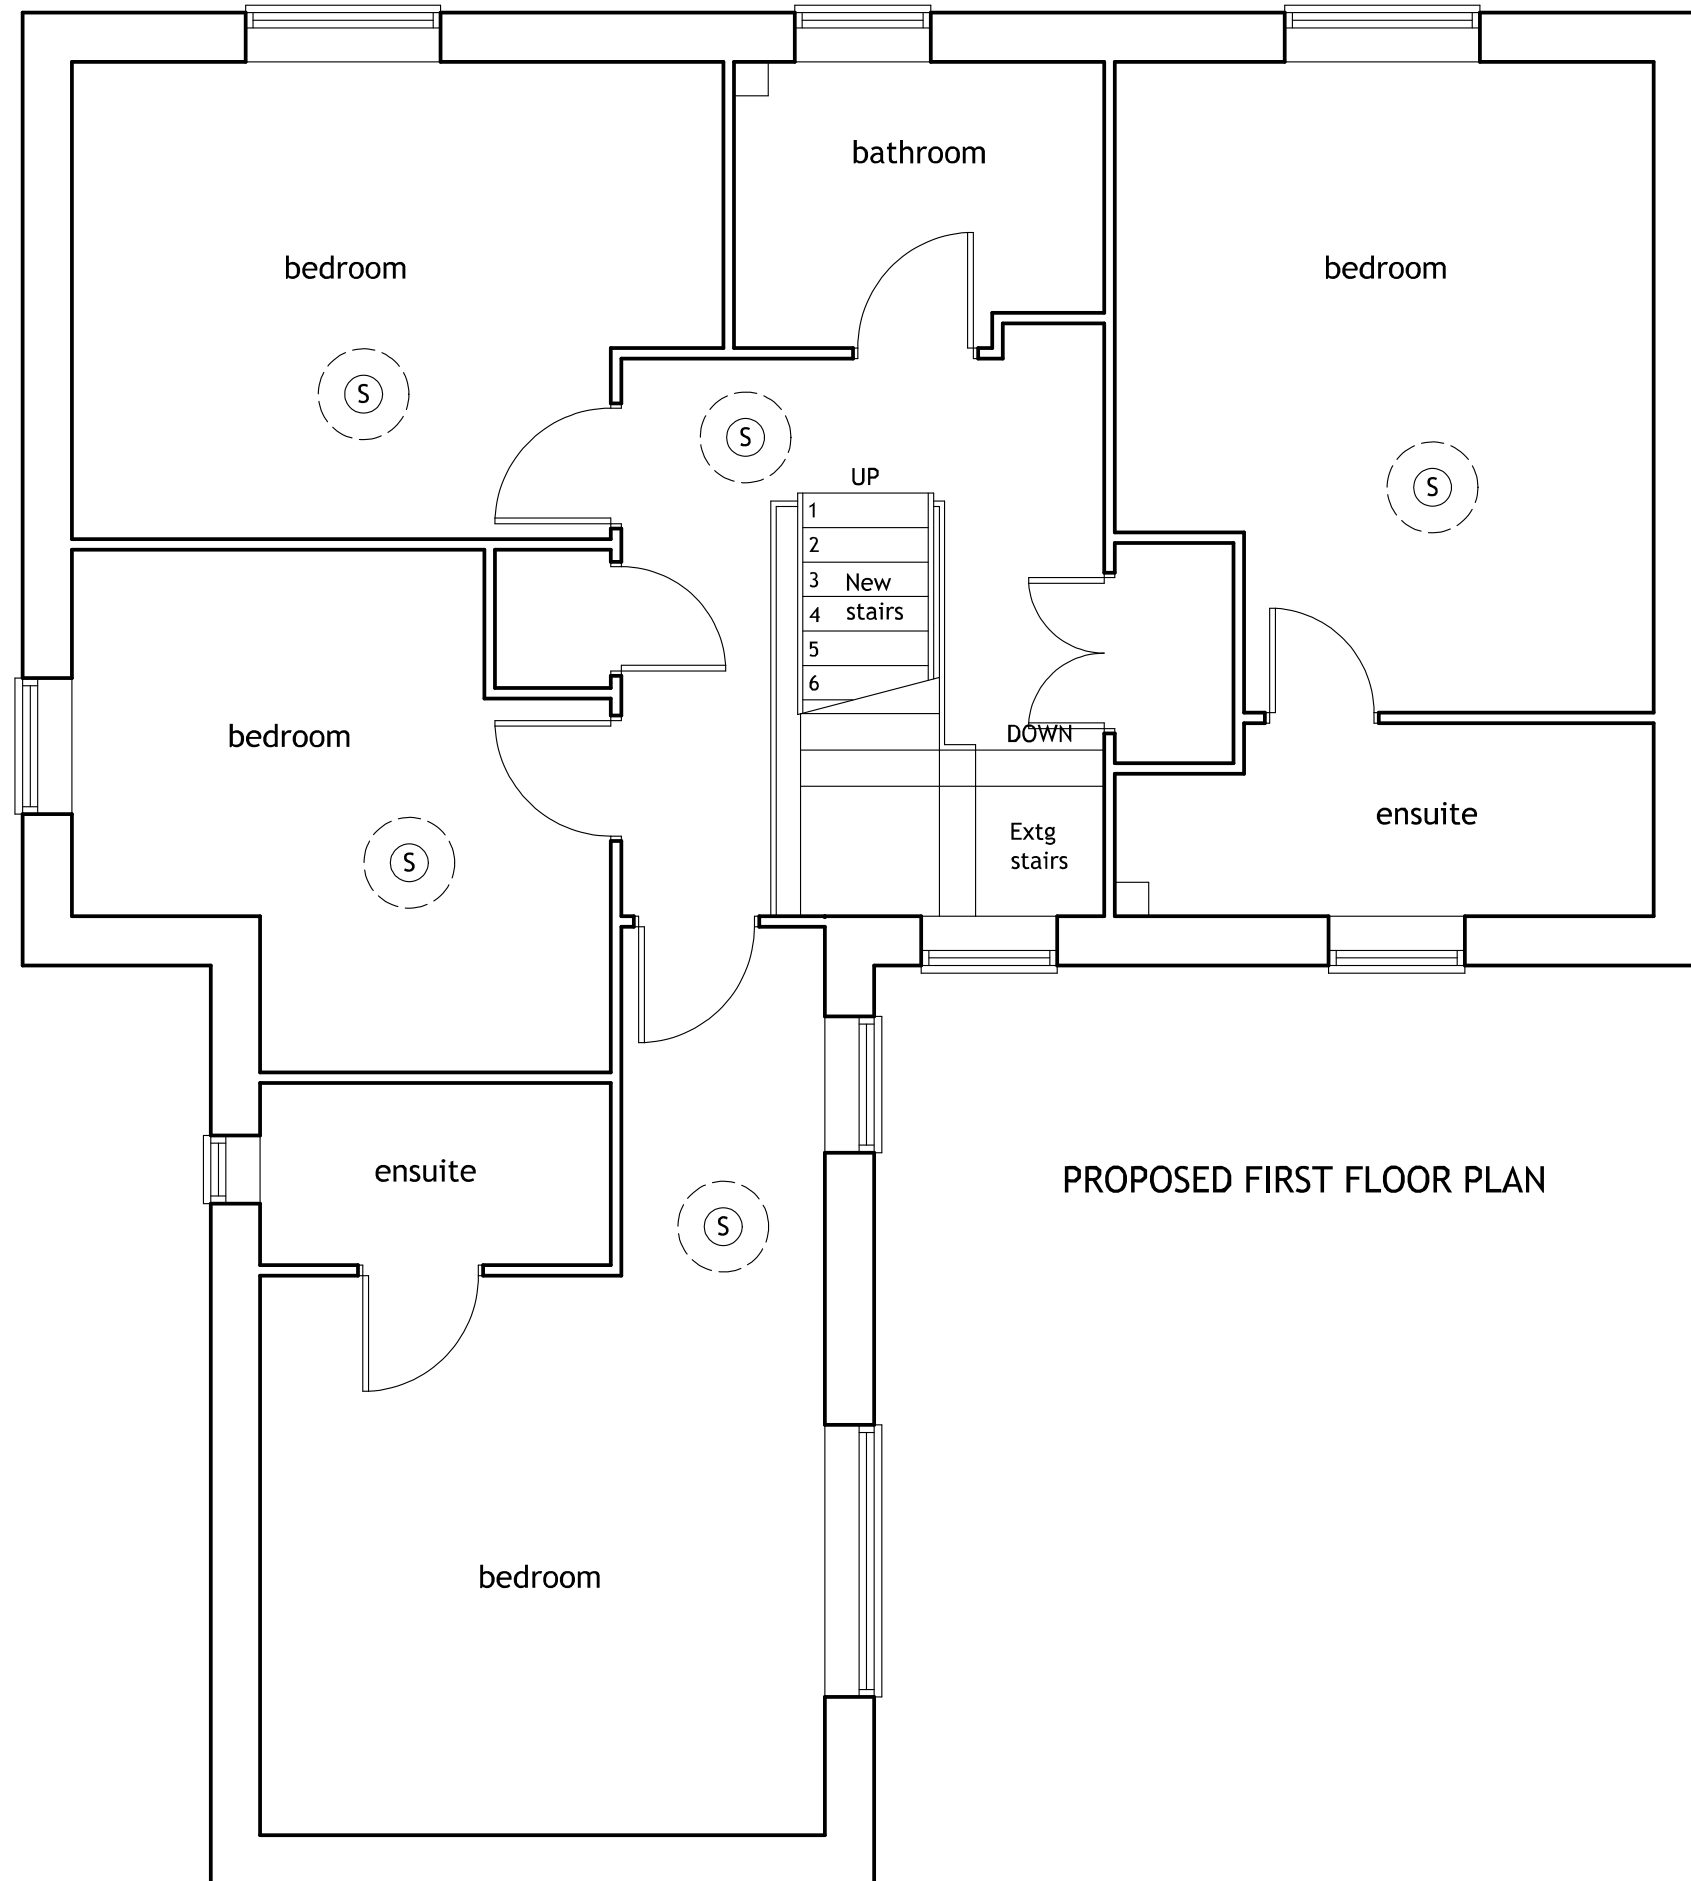 bathroom
bedroom
bedroom
S
S
UP
S
1
2
3
4
5
6
New
stairs
DOWN
bedroom
ensuite
Extg
stairs
S
ensuite
PROPOSED FIRST FLOOR PLAN
S
bedroom